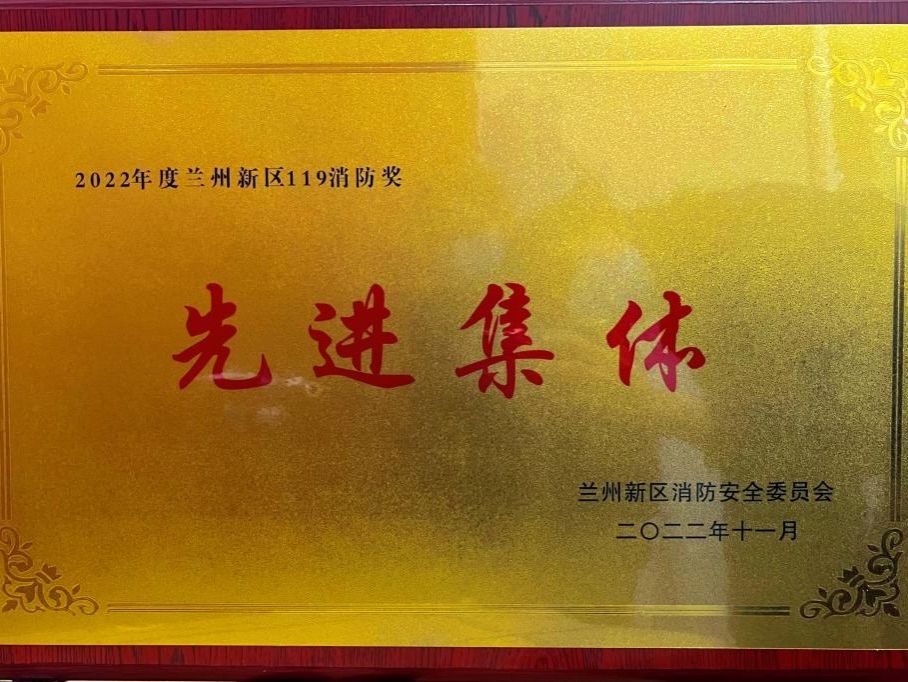 2022年度兰州新区119消防奖
先进集体
兰州新区消防安全委员会
二〇二二年十一月